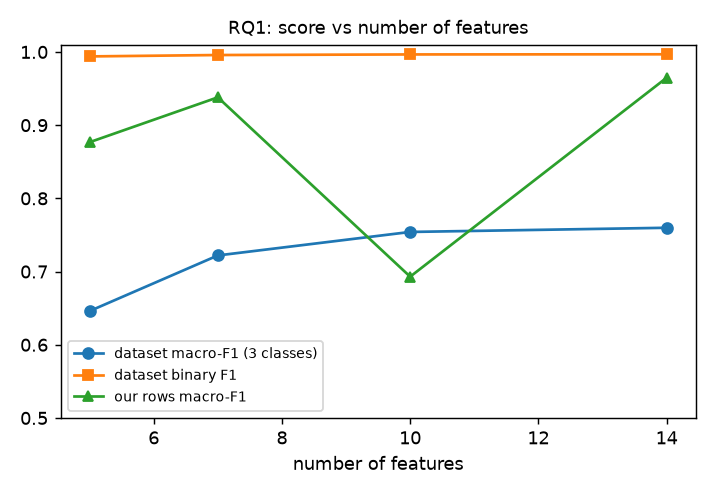 RQ1: score vs number of features
1.0
0.9
0.8
0.7
0.6
0.5
dataset macro-F1 (3 classes)
dataset binary F1
our rows macro-F1
6 8 10 12 14
number of features